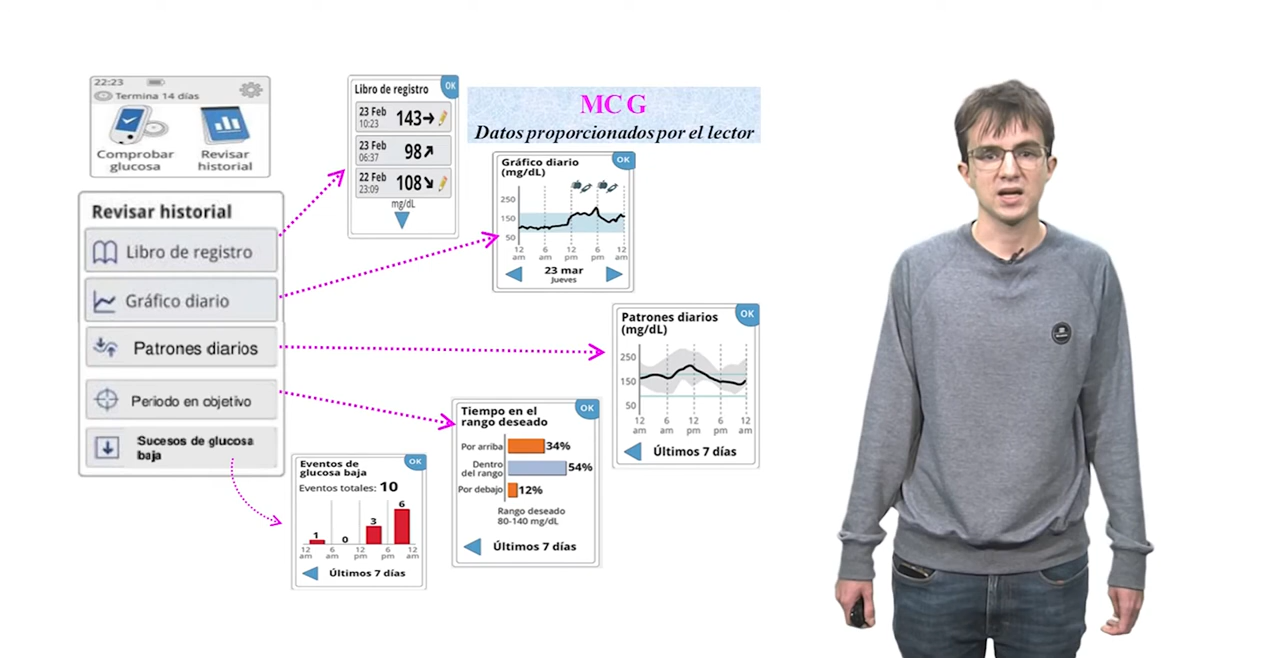 22:23
Termina 14 días
Comprobar
glucosa
Revisar
historial
Revisar historial
Libro de registro
Gráfico diario
Patrones diarios
Periodo en objetivo
Sucesos de glucosa
baja
Libro de registro
OK
23 Feb
10:23
143
23 Feb
06:37
98
22 Feb
23:09
108
mg/dL
MC G
Datos proporcionados por el lector
Gráfico diario
(mg/dL)
OK
250
150
50
12 am
6 am
12 pm
6 pm
12 am
23 mar
Jueves
Patrones diarios
(mg/dL)
OK
250
150
50
12 am
6 am
12 pm
6 pm
12 am
Últimos 7 días
Tiempo en el
rango deseado
OK
Por arriba 34%
Dentro
del rango 54%
Por debajo 12%
Rango deseado
80-140 mg/dL
Últimos 7 días
Eventos de
glucosa baja
OK
Eventos totales: 10
1
0
3
6
12 am
6 am
12 pm
6 pm
12 am
Últimos 7 días